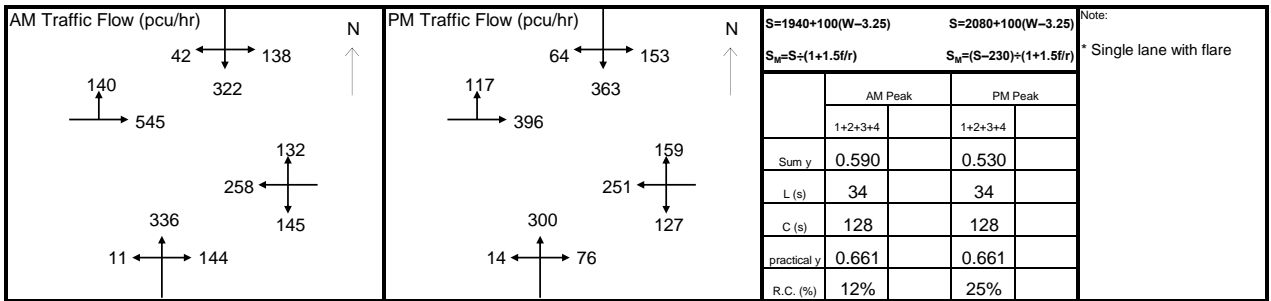 AM Traffic Flow (pcu/hr)
N
42
138
322
140
545
132
258
145
336
11
144
PM Traffic Flow (pcu/hr)
N
64
153
363
117
396
159
251
127
300
14
76
S=1940+100(W–3.25) S=2080+100(W–3.25)
SM=S÷(1+1.5f/r) SM=(S–230)÷(1+1.5f/r)
AM Peak PM Peak
1+2+3+4 1+2+3+4
Sum y 0.590 0.530
L (s) 34 34
C (s) 128 128
practical y 0.661 0.661
R.C. (%) 12% 25%
Note:
* Single lane with flare